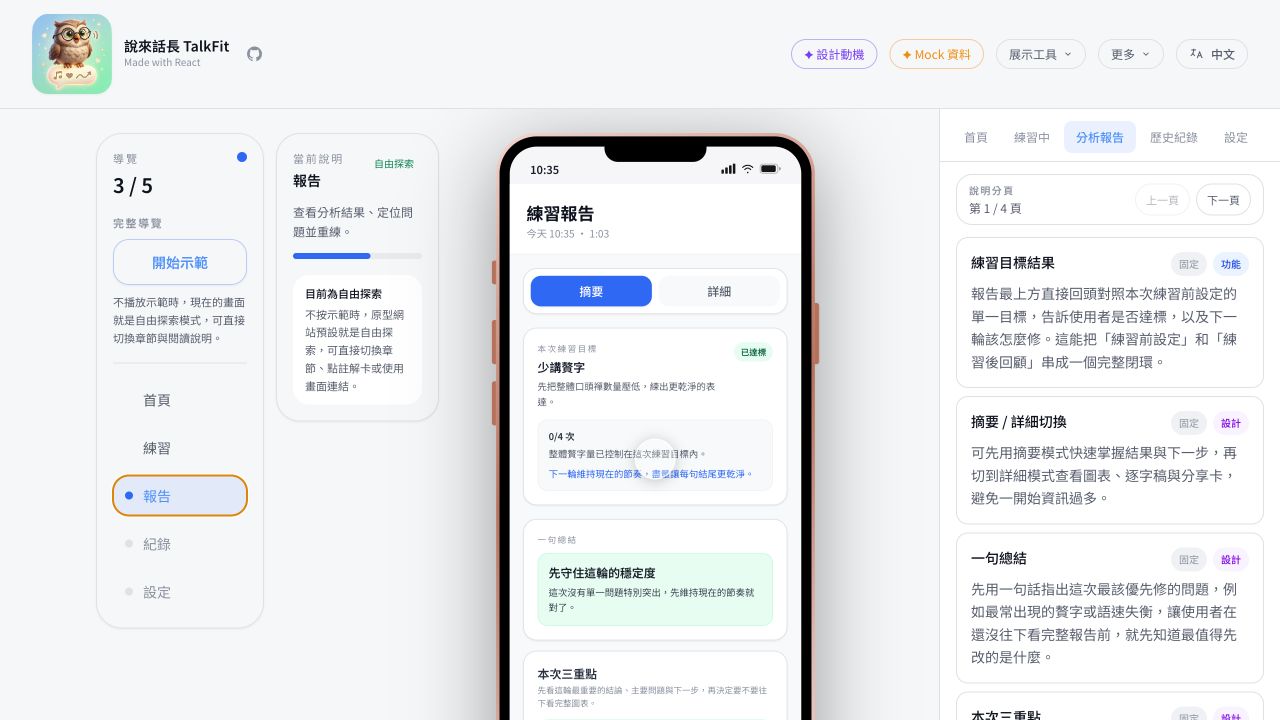 說來話長 TalkFit
Made with React
設計動機
Mock 資料
展示工具
更多
中文
導覽
3 / 5
完整導覽
開始示範
不播放示範時，現在的畫面
就是自由探索模式，可直接
切換章節與閱讀說明。
首頁
練習
報告
紀錄
設定
當前說明
自由探索
報告
查看分析結果、定位問
題並重練。
目前為自由探索
不按示範時，原型網
站預設就是自由探
索，可直接切換章
節、點註解卡或使用
畫面連結。
10:35
練習報告
今天 10:35 • 1:03
摘要
詳細
本次練習目標
已達標
少講贅字
先把整體口頭禪數量壓低，練出更乾淨的表
達。
0/4 次
整體贅字量已控制在這次練習目標內。
下一輪維持現在的節奏，盡量讓每句結尾更乾淨。
一句總結
先守住這輪的穩定度
這次沒有單一問題特別突出，先維持現在的節奏就
對了。
本次三重點
先看這輪最重要的結論、主要問題與下一步，再決定要不要往
下看完整圖表。
首頁
練習中
分析報告
歷史紀錄
設定
說明分頁
第 1 / 4 頁
上一頁
下一頁
練習目標結果
固定
功能
報告最上方直接回頭對照本次練習前設定的
單一目標，告訴使用者是否達標，以及下一
輪該怎麼修。這能把「練習前設定」和「練
習後回顧」串成一個完整閉環。
摘要 / 詳細切換
固定
設計
可先用摘要模式快速掌握結果與下一步，再
切到詳細模式查看圖表、逐字稿與分享卡，
避免一開始資訊過多。
一句總結
固定
設計
先用一句話指出這次最該優先修的問題，例
如最常出現的贅字或語速失衡，讓使用者在
還沒往下看完整報告前，就先知道最值得先
改的是什麼。
本次三重點
固定
設計